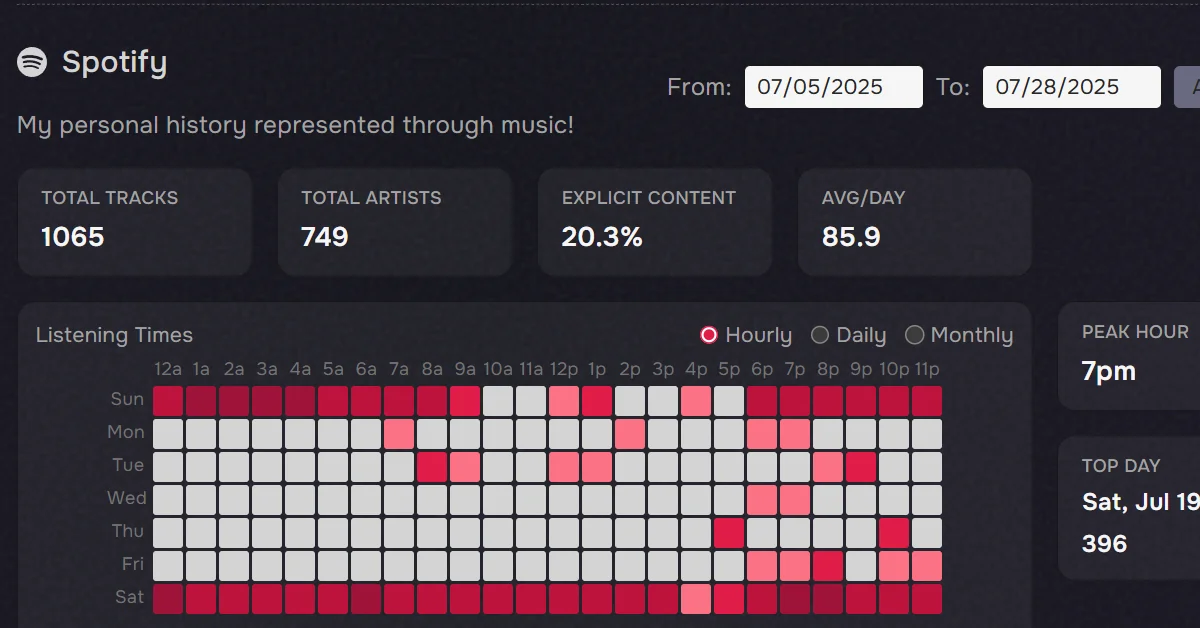 Spotify
From: 07/05/2025 To: 07/28/2025
My personal history represented through music!
TOTAL TRACKS
1065
TOTAL ARTISTS
749
EXPLICIT CONTENT
20.3%
AVG/DAY
85.9
Listening Times
Hourly Daily Monthly
12a 1a 2a 3a 4a 5a 6a 7a 8a 9a 10a 11a 12p 1p 2p 3p 4p 5p 6p 7p 8p 9p 10p 11p
Sun
Mon
Tue
Wed
Thu
Fri
Sat
PEAK HOUR
7pm
TOP DAY
Sat, Jul 19
396